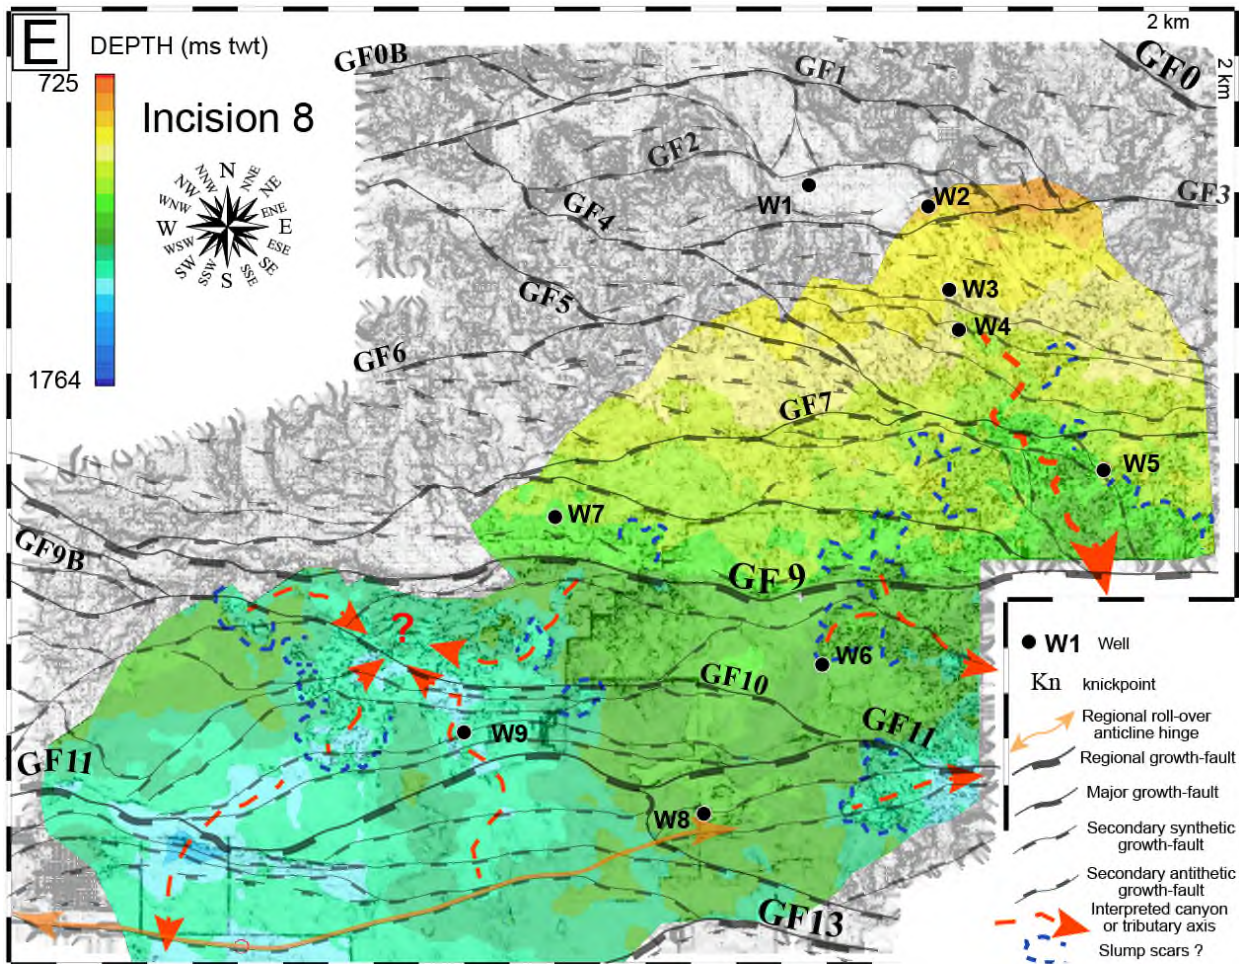 E
DEPTH (ms twt)
725
1764
Incision 8
N
NNE
NE
ENE
E
ESE
SE
SSE
S
SSW
SW
WSW
W
WNW
NW
NNW
2 km
2 km
GF0B
GF1
GF0
GF2
GF3
W1
W2
GF4
W3
GF5
W4
GF6
GF7
W5
W7
GF9B
GF 9
?
W6
GF10
W9
GF11
GF11
W8
GF13
W1 Well
Kn knickpoint
Regional roll-over
anticline hinge
Regional growth-fault
Major growth-fault
Secondary synthetic
growth-fault
Secondary antithetic
growth-fault
Interpreted canyon
or tributary axis
Slump scars ?